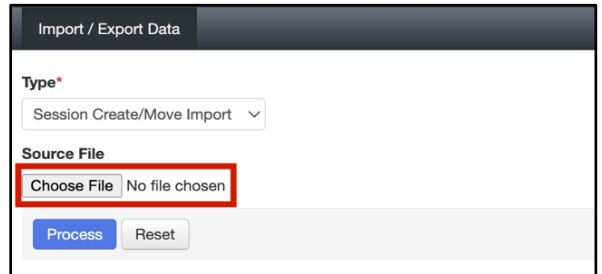 Import / Export Data
Type*
Session Create/Move Import
Source File
Choose File No file chosen
Process Reset